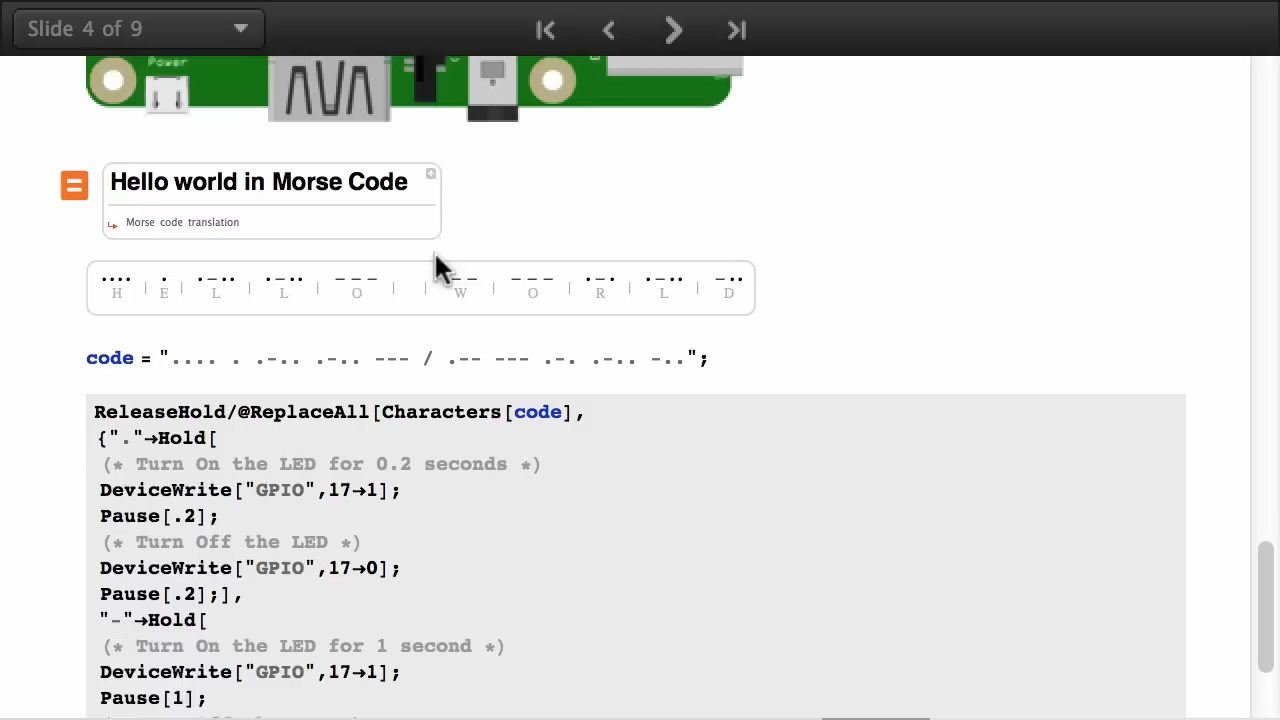 Slide 4 of 9
Power
Hello world in Morse Code
Morse code translation
•••• | • | •–•• | •–•• | ––– | | –– | ––– | •–• | •–•• | –••
H E L L O W O R L D
code = ".... . .-.. .-.. --- / .-- --- .-. .-.. -..";
ReleaseHold/@ReplaceAll[Characters[code],
{"."→Hold[
(* Turn On the LED for 0.2 seconds *)
DeviceWrite["GPIO",17→1];
Pause[.2];
(* Turn Off the LED *)
DeviceWrite["GPIO",17→0];
Pause[.2];],
"-"→Hold[
(* Turn On the LED for 1 second *)
DeviceWrite["GPIO",17→1];
Pause[1];